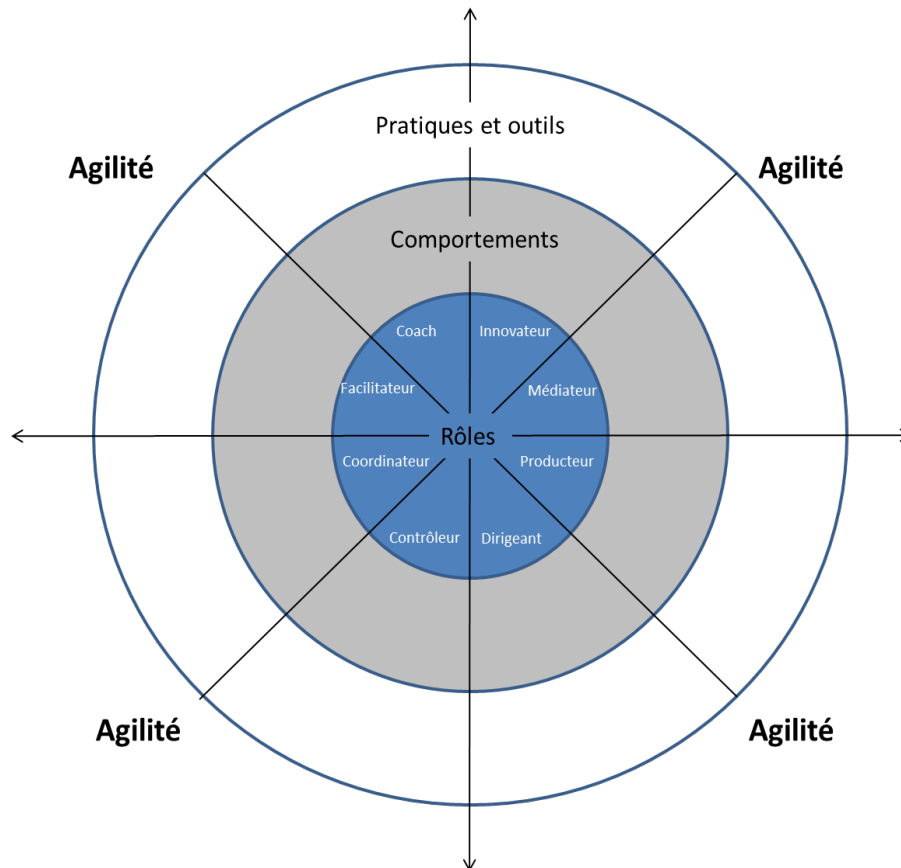 Pratiques et outils
Agilité
Agilité
Comportements
Coach
Innovateur
Facilitateur
Médiateur
Rôles
Coordinateur
Producteur
Contrôleur
Dirigeant
Agilité
Agilité